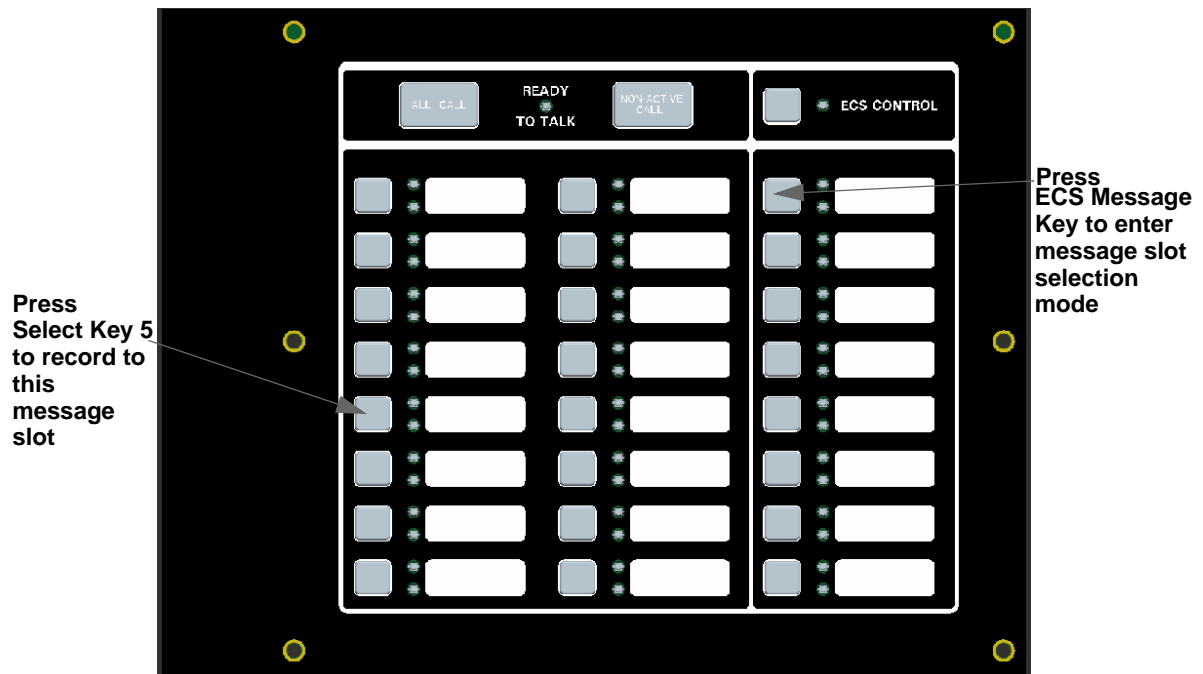 ALL CALL
READY
TO TALK
NON-ACTIVE
CALL
ECS CONTROL
Press
ECS Message
Key to enter
message slot
selection
mode
Press
Select Key 5
to record to
this
message
slot